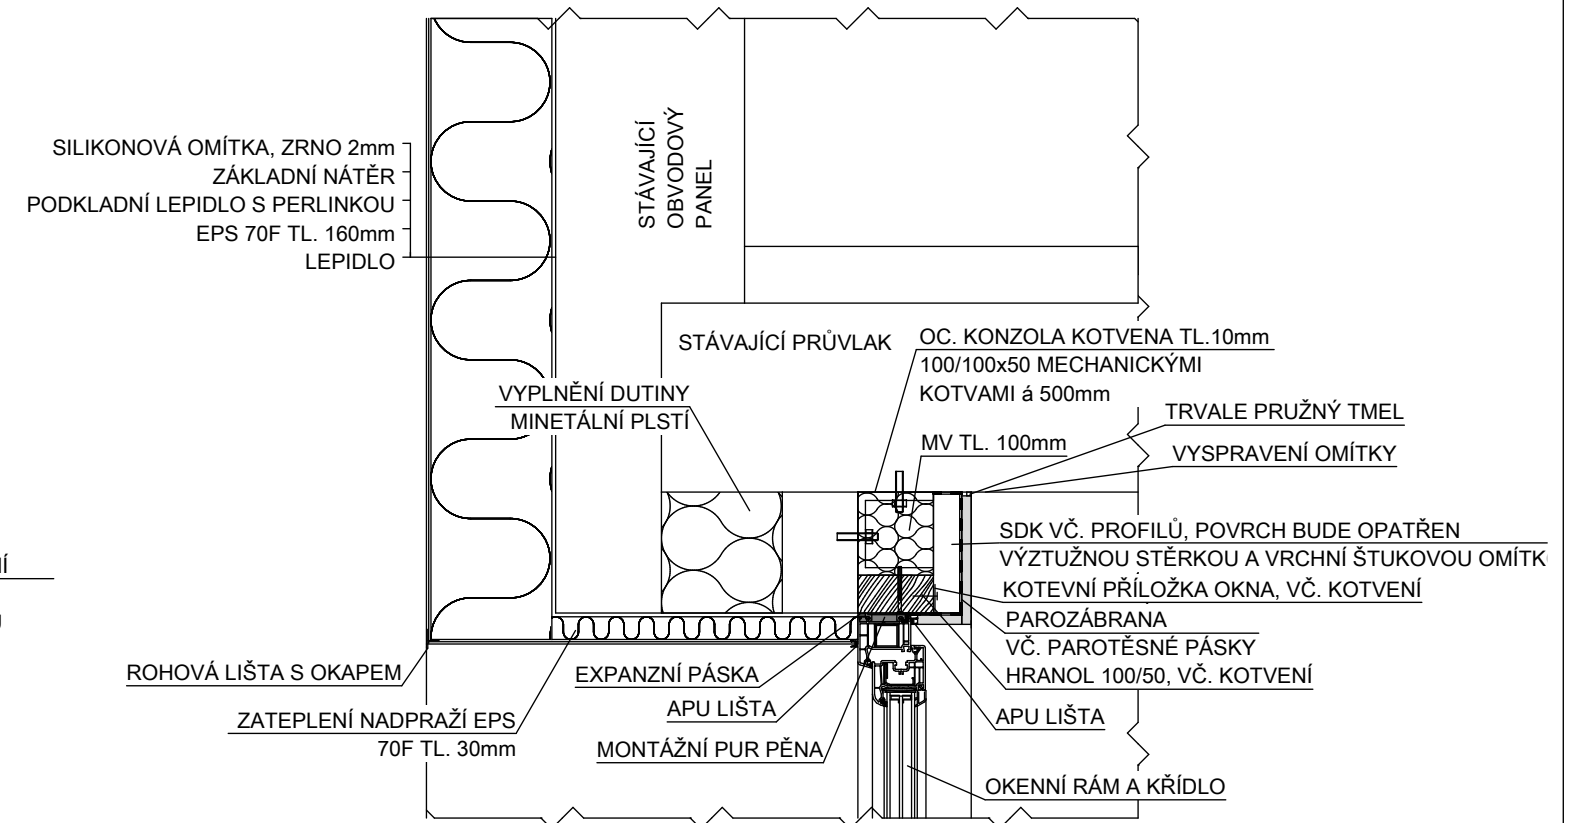 SILIKONOVÁ OMÍTKA, ZRNO 2mm
ZÁKLADNÍ NÁTĚR
PODKLADNÍ LEPIDLO S PERLINKOU
EPS 70F TL. 160mm
LEPIDLO
STÁVAJÍCÍ
OBVODOVÝ
PANEL
STÁVAJÍCÍ PRŮVLAK
OC. KONZOLA KOTVENA TL.10mm
100/100x50 MECHANICKÝMI
KOTVAMI á 500mm
VYPLNĚNÍ DUTINY
MINETÁLNÍ PLSTÍ
MV TL. 100mm
TRVALE PRUŽNÝ TMEL
VYSPRAVENÍ OMÍTKY
SDK VČ. PROFILŮ, POVRCH BUDE OPATŘEN
VÝZTUŽNOU STĚRKOU A VRCHNÍ ŠTUKOVOU
KOTEVNÍ PŘÍLOŽKA OKNA, VČ. KOTVENÍ
PAROZÁBRANA
VČ. PAROTĚSNÉ PÁSKY
HRANOL 100/50, VČ. KOTVENÍ
APU LIŠTA
OKENNÍ RÁM A KŘÍDLO
ROHOVÁ LIŠTA S OKAPEM
ZATEPLENÍ NADPRAŽÍ EPS
70F TL. 30mm
EXPANZNÍ PÁSKA
APU LIŠTA
MONTÁŽNÍ PUR PĚNA